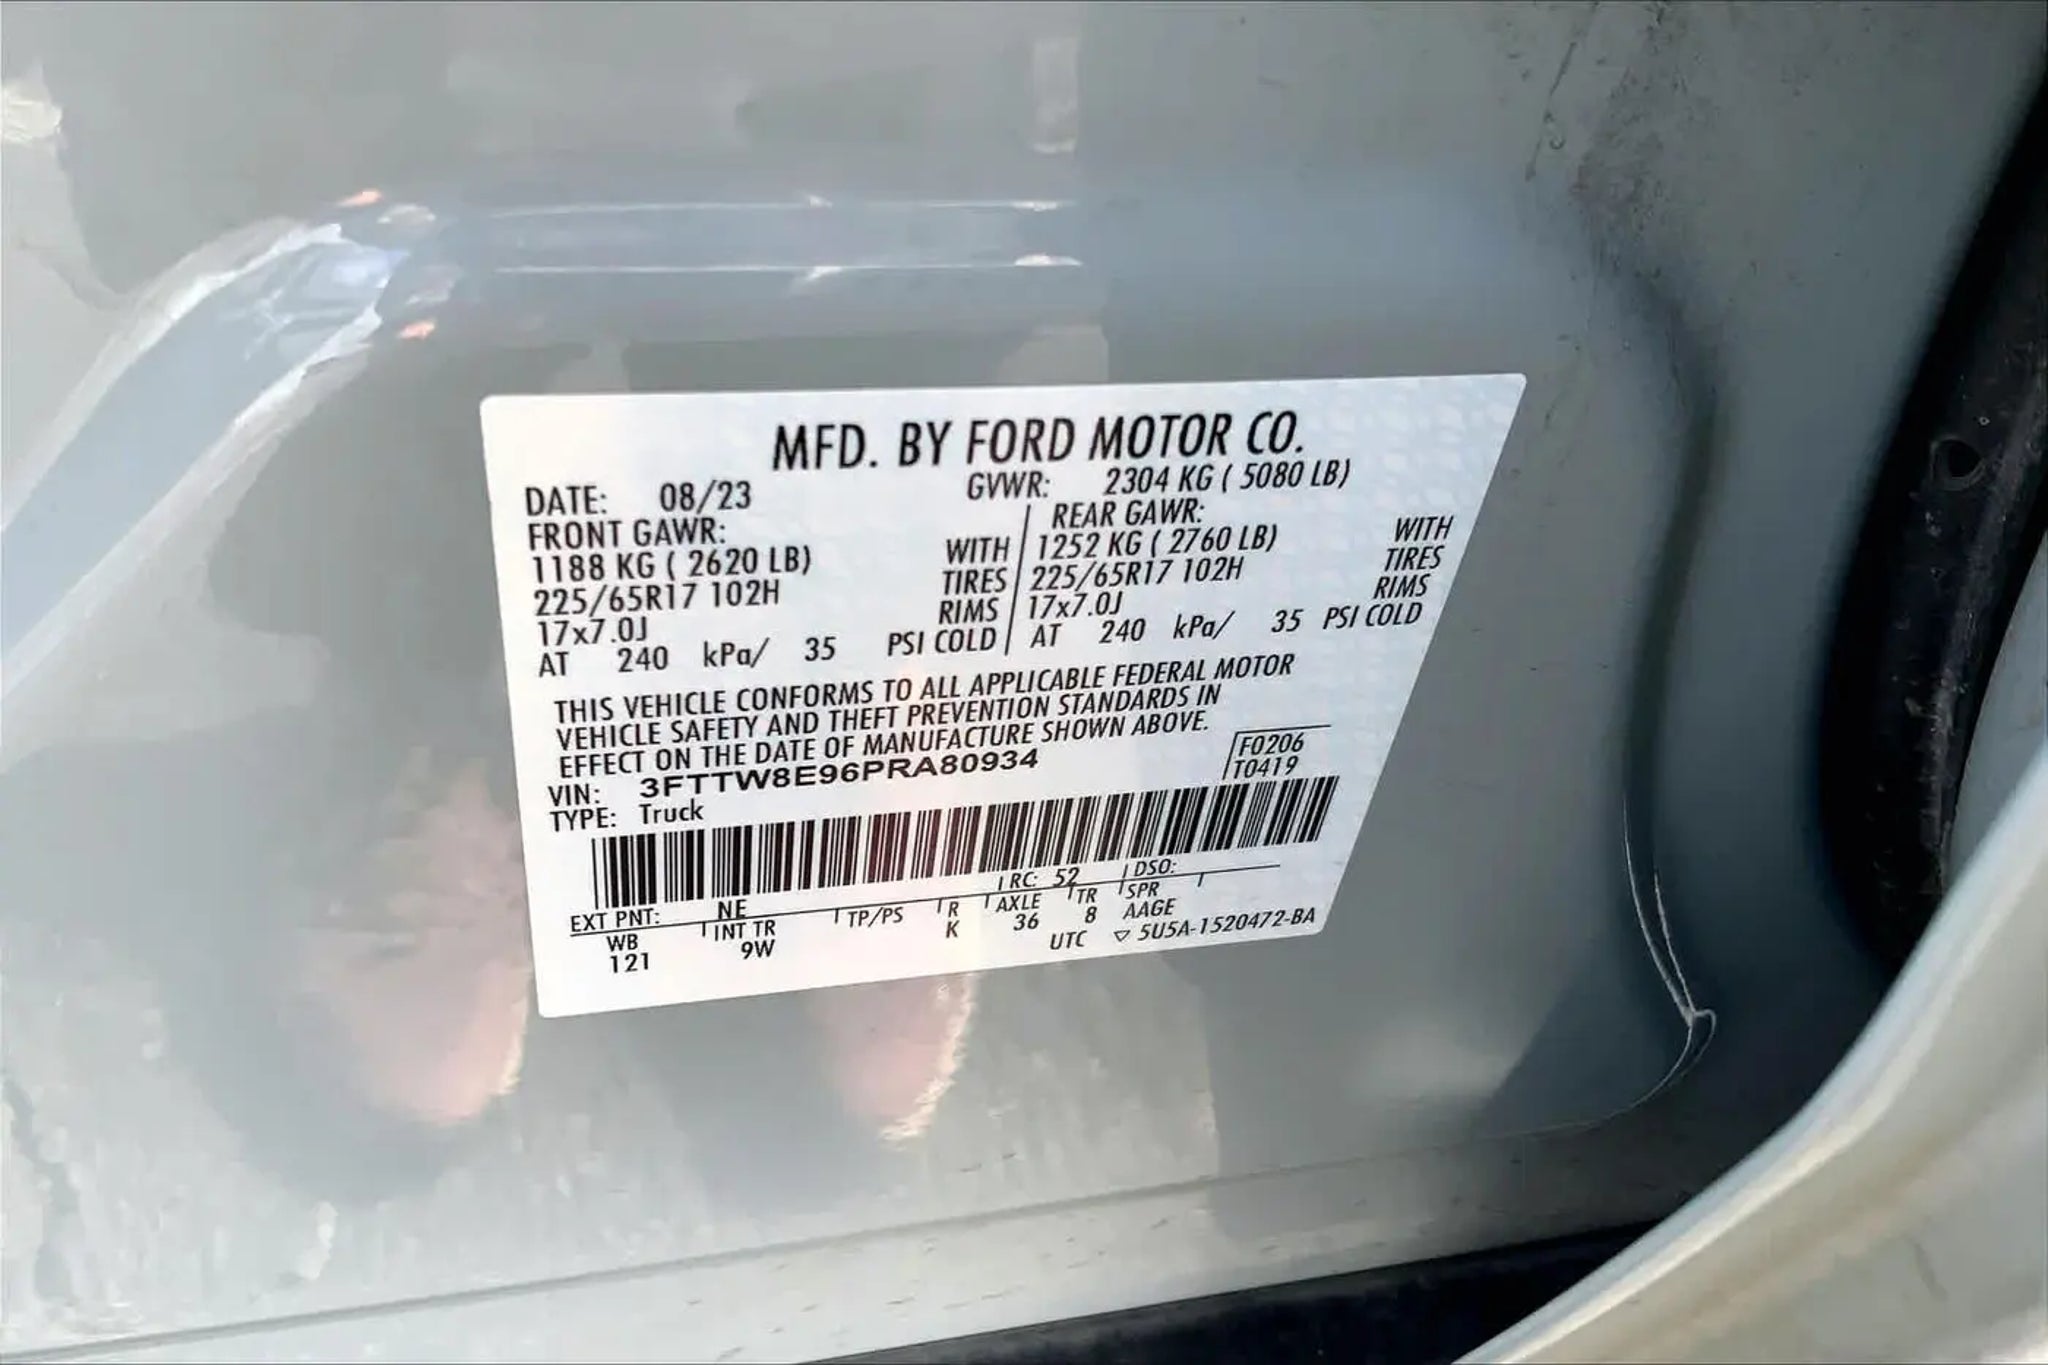 MFD. BY FORD MOTOR CO.
DATE: 08/23 GVWR: 2304 KG ( 5080 LB)
FRONT GAWR: REAR GAWR:
1188 KG ( 2620 LB) WITH 1252 KG ( 2760 LB) WITH
225/65R17 102H TIRES 225/65R17 102H TIRES
17x7.0J RIMS 17x7.0J RIMS
AT 240 kPa/ 35 PSI COLD AT 240 kPa/ 35 PSI COLD
THIS VEHICLE CONFORMS TO ALL APPLICABLE FEDERAL MOTOR
VEHICLE SAFETY AND THEFT PREVENTION STANDARDS IN
EFFECT ON THE DATE OF MANUFACTURE SHOWN ABOVE.
VIN: 3FTTW8E96PRA80934 F0206
TYPE: Truck T0419
EXT PNT: NE RC: 52 DSO:
WB INT TR TP/PS R AXLE TR SPR
121 9W K 36 8 AAGE
UTC ▽ 5U5A-1520472-BA